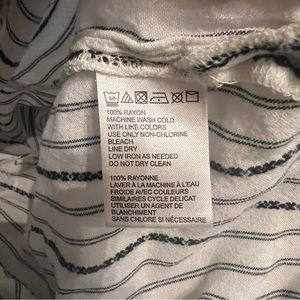 30
100% RAYON
MACHINE WASH COLD
WITH LIKE COLORS
USE ONLY NON-CHLORINE
BLEACH
LINE DRY
LOW IRON AS NEEDED
DO NOT DRY CLEAN
100% RAYONNE
LAVER À LA MACHINE À L'EAU
FROIDE AVEC COULEURS
SIMILAIRES CYCLE DELICAT
UTILISER UN AGENT DE
BLANCHIMENT
SANS CHLORE SI NÉCESSAIRE